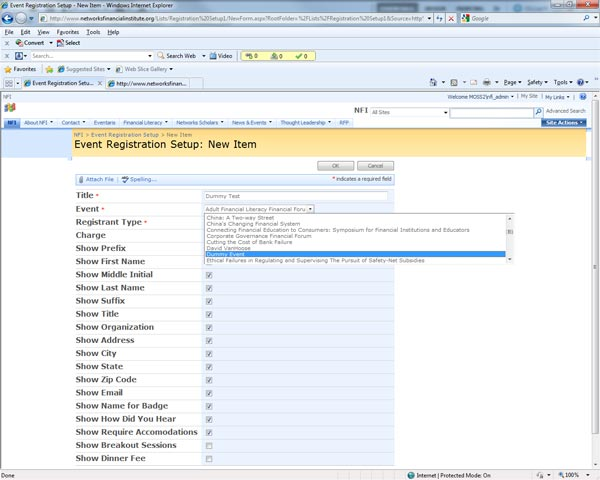 Event Registration Setup - New Item - Windows Internet Explorer
http://www.networksfinancialinstitute.org/Lists/Registration%20Setup1/NewForm.aspx?RootFolder=%2FLists%2FRegistration%20Setup1&Source=http
Google
File Edit View Favorites Tools Help
Convert Select
Search... Search Web Video 0 0 0
Favorites Suggested Sites Web Slice Gallery
Event Registration Setu... http://www.networksfinan... Page Safety Tools
NFI Welcome MOSS2\nfi_admin My Site My Links
NFI All Sites Advanced Search
NFI About NFI Contact Eventaris Financial Literacy Networks Scholars News & Events Thought Leadership RFP Site Actions
NFI > Event Registration Setup > New Item
Event Registration Setup: New Item
OK Cancel
Attach File Spelling... * indicates a required field
Title * Dummy Test
Event * Adult Financial Literacy Financial Foru
Registrant Type *
China: A Two-way Street
China's Changing Financial System
Connecting Financial Education to Consumers: Symposium for Financial Institutions and Educators
Corporate Governance Financial Forum
Cutting the Cost of Bank Failure
David VanHoose
Dummy Event
Ethical Failures in Regulating and Supervising The Pursuit of Safety-Net Subsidies
Charge
Show Prefix
Show First Name
Show Middle Initial
Show Last Name
Show Suffix
Show Title
Show Organization
Show Address
Show City
Show State
Show Zip Code
Show Email
Show Name for Badge
Show How Did You Hear
Show Require Accomodations
Show Breakout Sessions
Show Dinner Fee
Done Internet | Protected Mode: On 100%